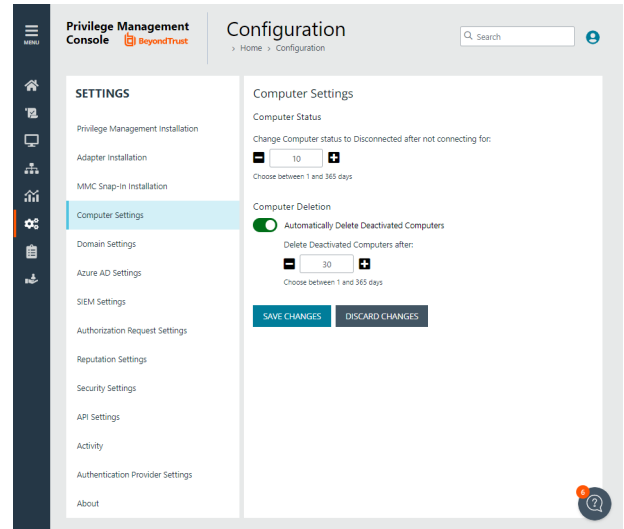 MENU
Privilege Management
Console BeyondTrust
Configuration
> Home > Configuration
Search
SETTINGS
Privilege Management Installation
Adapter Installation
MMC Snap-In Installation
Computer Settings
Domain Settings
Azure AD Settings
SIEM Settings
Authorization Request Settings
Reputation Settings
Security Settings
API Settings
Activity
Authentication Provider Settings
About
Computer Settings
Computer Status
Change Computer status to Disconnected after not connecting for:
10
Choose between 1 and 365 days
Computer Deletion
Automatically Delete Deactivated Computers
Delete Deactivated Computers after:
30
Choose between 1 and 365 days
SAVE CHANGES DISCARD CHANGES
6
?